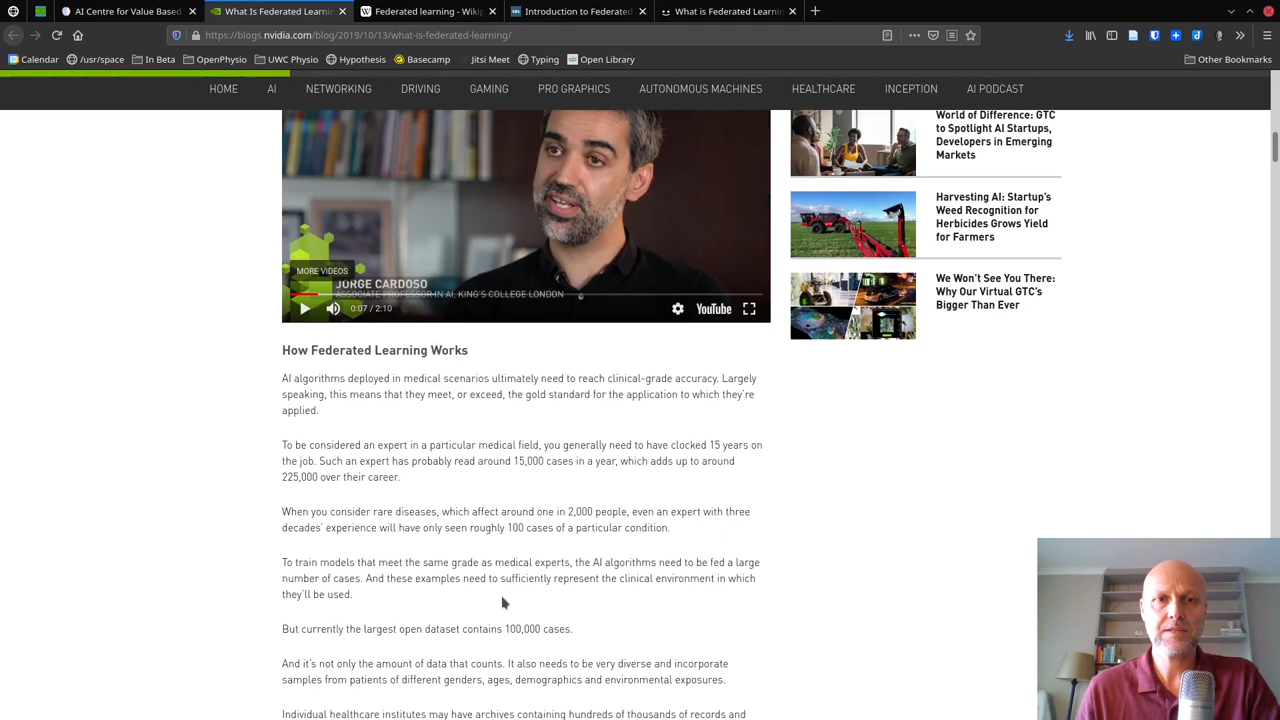 AI Centre for Value Based
What Is Federated Learnin
Federated learning - Wikip
Introduction to Federated
What is Federated Learnin
https://blogs.nvidia.com/blog/2019/10/13/what-is-federated-learning/
Calendar
/usr/space
In Beta
OpenPhysio
UWC Physio
Hypothesis
Basecamp
Jitsi Meet
Typing
Open Library
Other Bookmarks
HOME
AI
NETWORKING
DRIVING
GAMING
PRO GRAPHICS
AUTONOMOUS MACHINES
HEALTHCARE
INCEPTION
AI PODCAST
MORE VIDEOS
JORGE CARDOSO
ASSOCIATE PROFESSOR IN AI, KING'S COLLEGE LONDON
0:07 / 2:10
YouTube
How Federated Learning Works
AI algorithms deployed in medical scenarios ultimately need to reach clinical-grade accuracy. Largely
speaking, this means that they meet, or exceed, the gold standard for the application to which they're
applied.
To be considered an expert in a particular medical field, you generally need to have clocked 15 years on
the job. Such an expert has probably read around 15,000 cases in a year, which adds up to around
225,000 over their career.
When you consider rare diseases, which affect around one in 2,000 people, even an expert with three
decades' experience will have only seen roughly 100 cases of a particular condition.
To train models that meet the same grade as medical experts, the AI algorithms need to be fed a large
number of cases. And these examples need to sufficiently represent the clinical environment in which
they'll be used.
But currently the largest open dataset contains 100,000 cases.
And it's not only the amount of data that counts. It also needs to be very diverse and incorporate
samples from patients of different genders, ages, demographics and environmental exposures.
Individual healthcare institutes may have archives containing hundreds of thousands of records and
World of Difference: GTC
to Spotlight AI Startups,
Developers in Emerging
Markets
Harvesting AI: Startup's
Weed Recognition for
Herbicides Grows Yield
for Farmers
We Won't See You There:
Why Our Virtual GTC's
Bigger Than Ever